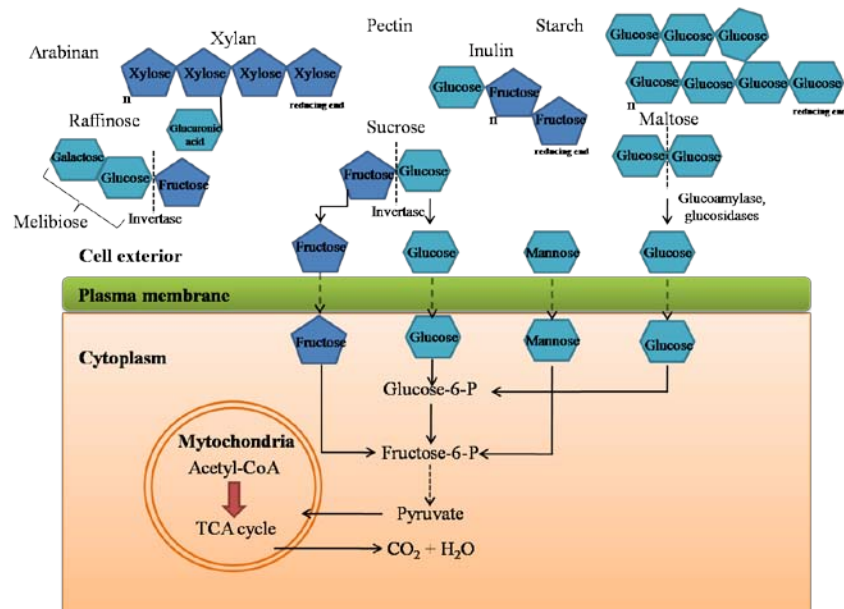 Arabinan
Xylan
Pectin
Inulin
Starch
Xylose Xylose Xylose Xylose
n
reducing end
Glucuronic
acid
Glucose Fructose
n
Fructose
reducing end
Glucose Glucose Glucose
Glucose Glucose Glucose Glucose
n
reducing end
Raffinose
Galactose
Glucose
Fructose
Melibiose
Invertase
Sucrose
Fructose Glucose
Invertase
Maltose
Glucose Glucose
Glucoamylase,
glucosidases
Cell exterior
Fructose Glucose Mannose Glucose
Plasma membrane
Cytoplasm
Fructose Glucose Mannose Glucose
Glucose-6-P
Fructose-6-P
Mytochondria
Acetyl-CoA
TCA cycle
Pyruvate
CO₂ + H₂O